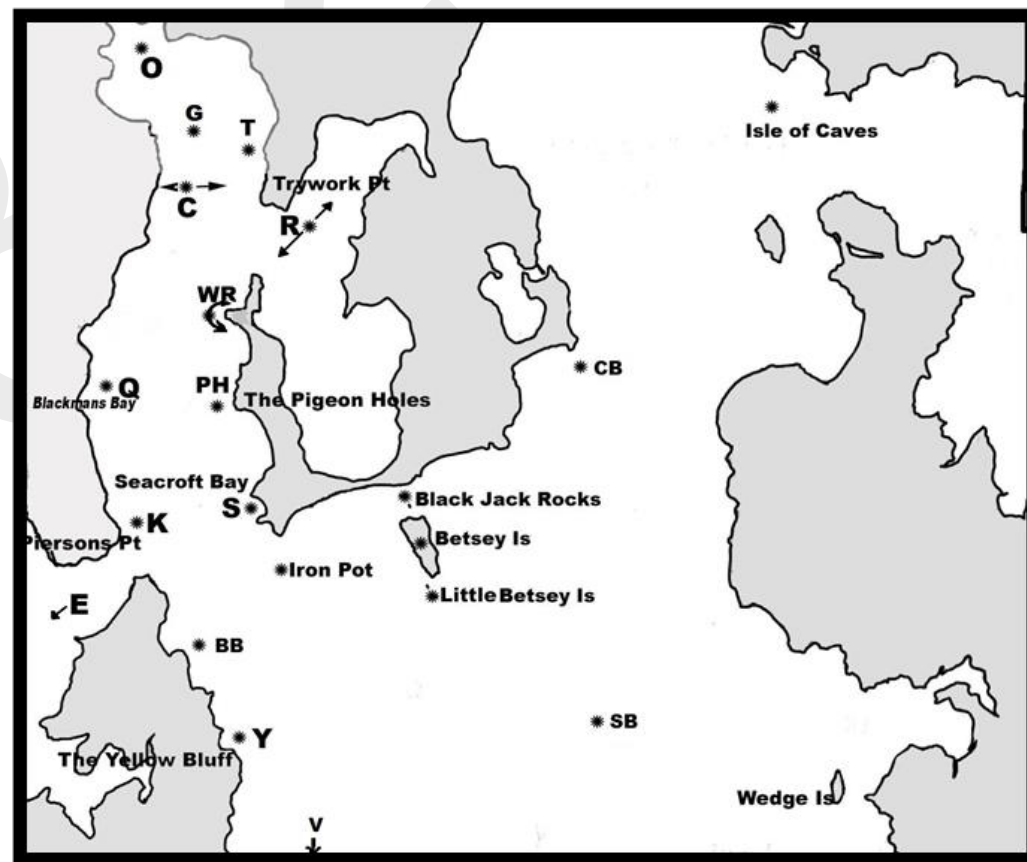 O
G
T
Isle of Caves
Trywork Pt
C
R
WR
CB
Q
PH
Blackmans Bay
The Pigeon Holes
Seacroft Bay
S
Black Jack Rocks
K
Piersons Pt
Betsey Is
Iron Pot
Little Betsey Is
E
BB
SB
Y
The Yellow Bluff
Wedge Is
V